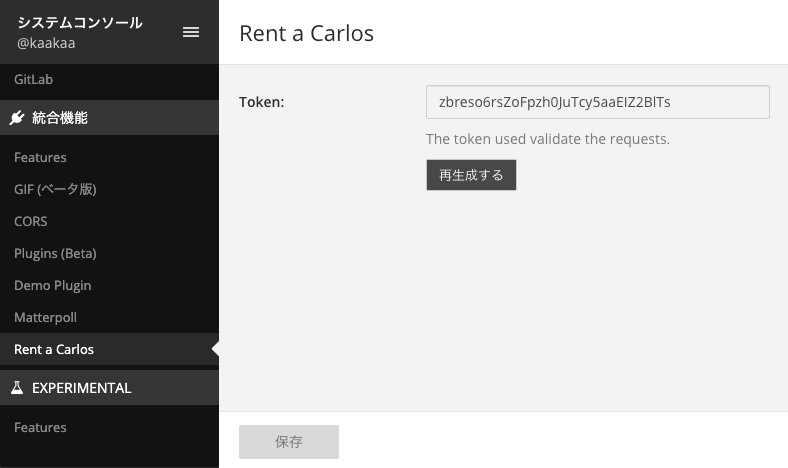 システムコンソール
@kaakaa
GitLab
統合機能
Features
GIF (ベータ版)
CORS
Plugins (Beta)
Demo Plugin
Matterpoll
Rent a Carlos
EXPERIMENTAL
Features
Rent a Carlos
Token:
zbreso6rsZoFpzh0JuTcy5aaEIZ2BlTs
The token used validate the requests.
再生成する
保存